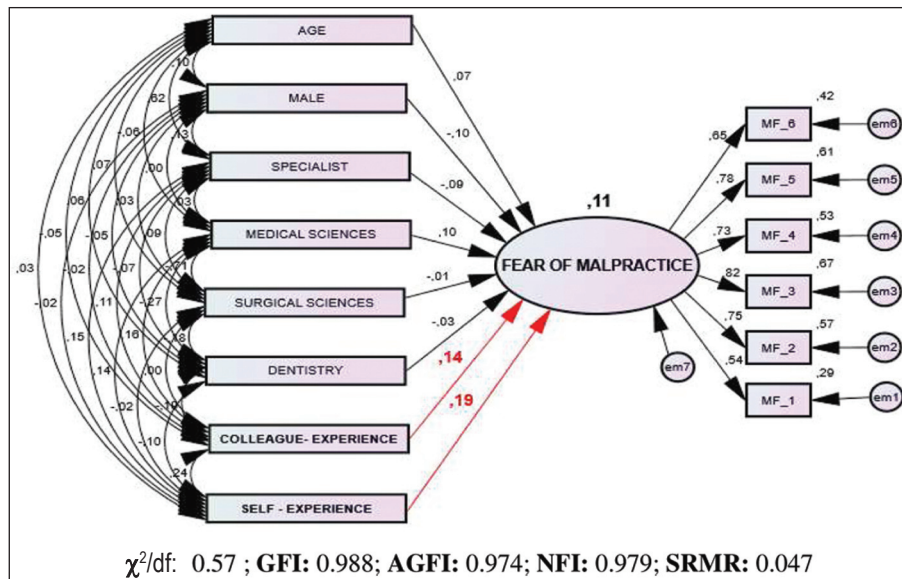 AGE
MALE
SPECIALIST
MEDICAL SCIENCES
SURGICAL SCIENCES
DENTISTRY
COLLEAGUE- EXPERIENCE
SELF - EXPERIENCE
,10
,62
-,06
,07
,00
,06
,03
,03
-,05
-,05
,09
,03
-,02
-,07
-,02
,11
-,27
,15
,16
,14
,00
-,02
-,10
,24
,07
-,10
-,09
,10
-,01
-,03
,14
,19
,11
FEAR OF MALPRACTICE
em7
,65
MF_6
,42
em6
,78
MF_5
,61
em5
,73
MF_4
,53
em4
,82
MF_3
,67
em3
,75
MF_2
,57
em2
,54
MF_1
,29
em1
χ²/df: 0.57 ; GFI: 0.988; AGFI: 0.974; NFI: 0.979; SRMR: 0.047